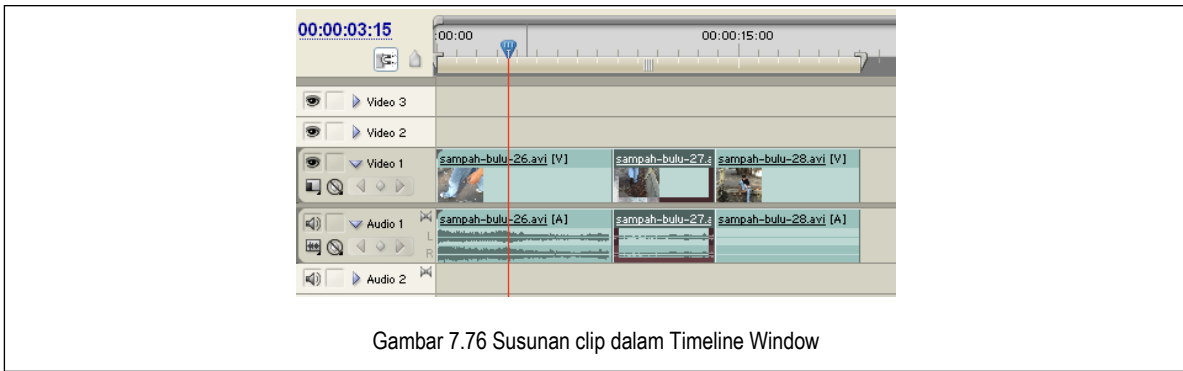 00:00:03:15
:00:00 00:00:15:00
Video 3
Video 2
Video 1
sampah-bulu-26.avi [V] sampah-bulu-27.a sampah-bulu-28.avi [V]
Audio 1
sampah-bulu-26.avi [A] sampah-bulu-27.a sampah-bulu-28.avi [A]
L
R
Audio 2
Gambar 7.76 Susunan clip dalam Timeline Window